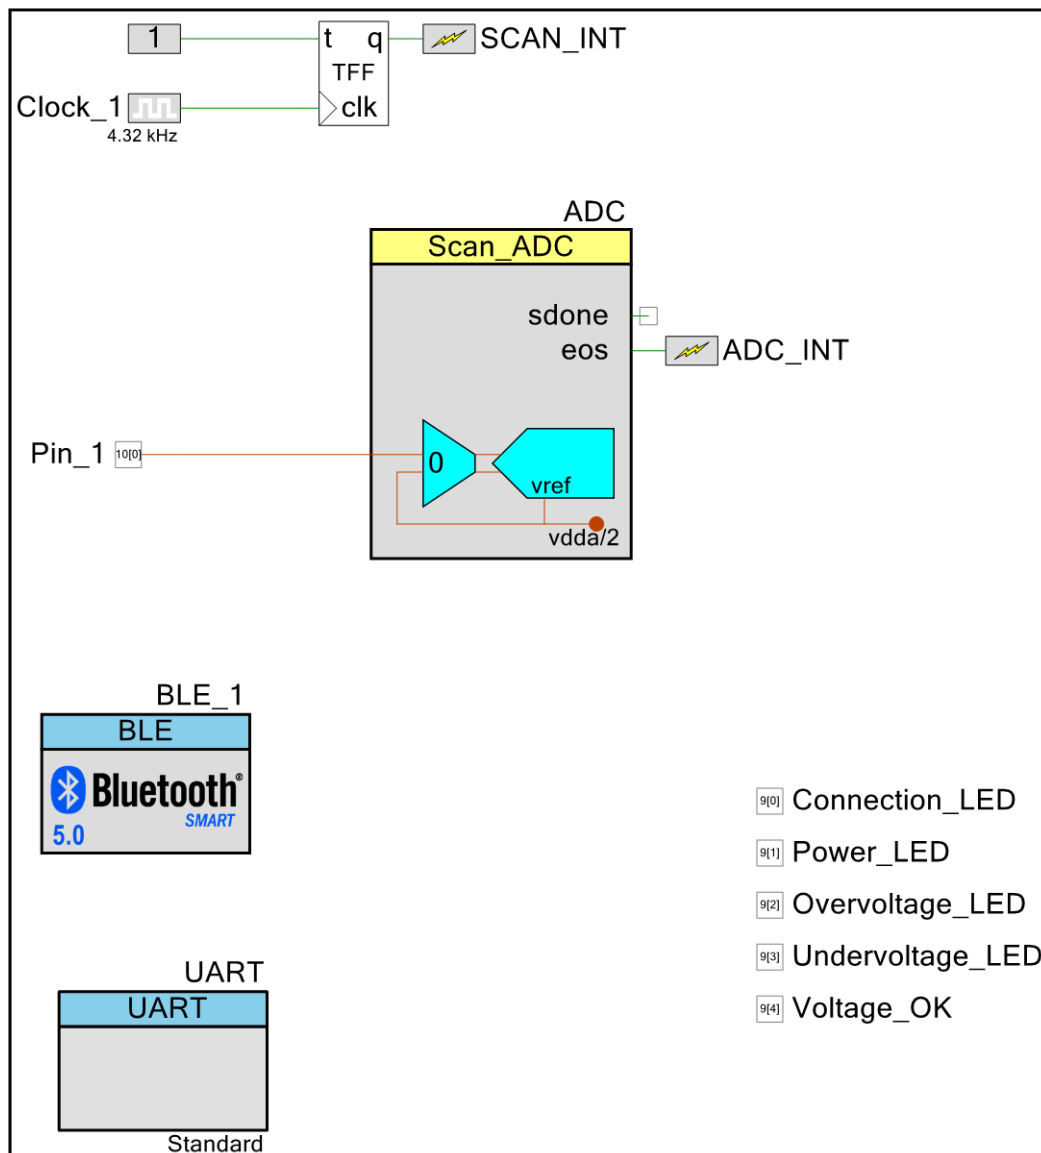 1
t q
SCAN_INT
TFF
Clock_1
clk
4.32 kHz
ADC
Scan_ADC
sdone
eos
ADC_INT
Pin_1
10[0]
0
vref
vdda/2
BLE_1
BLE
Bluetooth®
SMART
5.0
9[0] Connection_LED
9[1] Power_LED
9[2] Overvoltage_LED
9[3] Undervoltage_LED
9[4] Voltage_OK
UART
UART
Standard